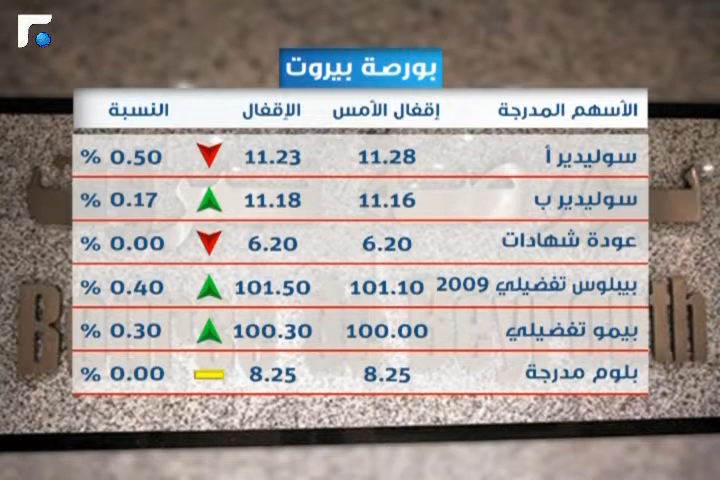 بورصة بيروت
الأسهم المدرجة إقفال الأمس الإقفال النسبة
سوليدير أ 11.28 11.23 0.50 %
سوليدير ب 11.16 11.18 0.17 %
عودة شهادات 6.20 6.20 0.00 %
بيبلوس تفضيلي 2009 101.10 101.50 0.40 %
بيمو تفضيلي 100.00 100.30 0.30 %
بلوم مدرجة 8.25 8.25 0.00 %